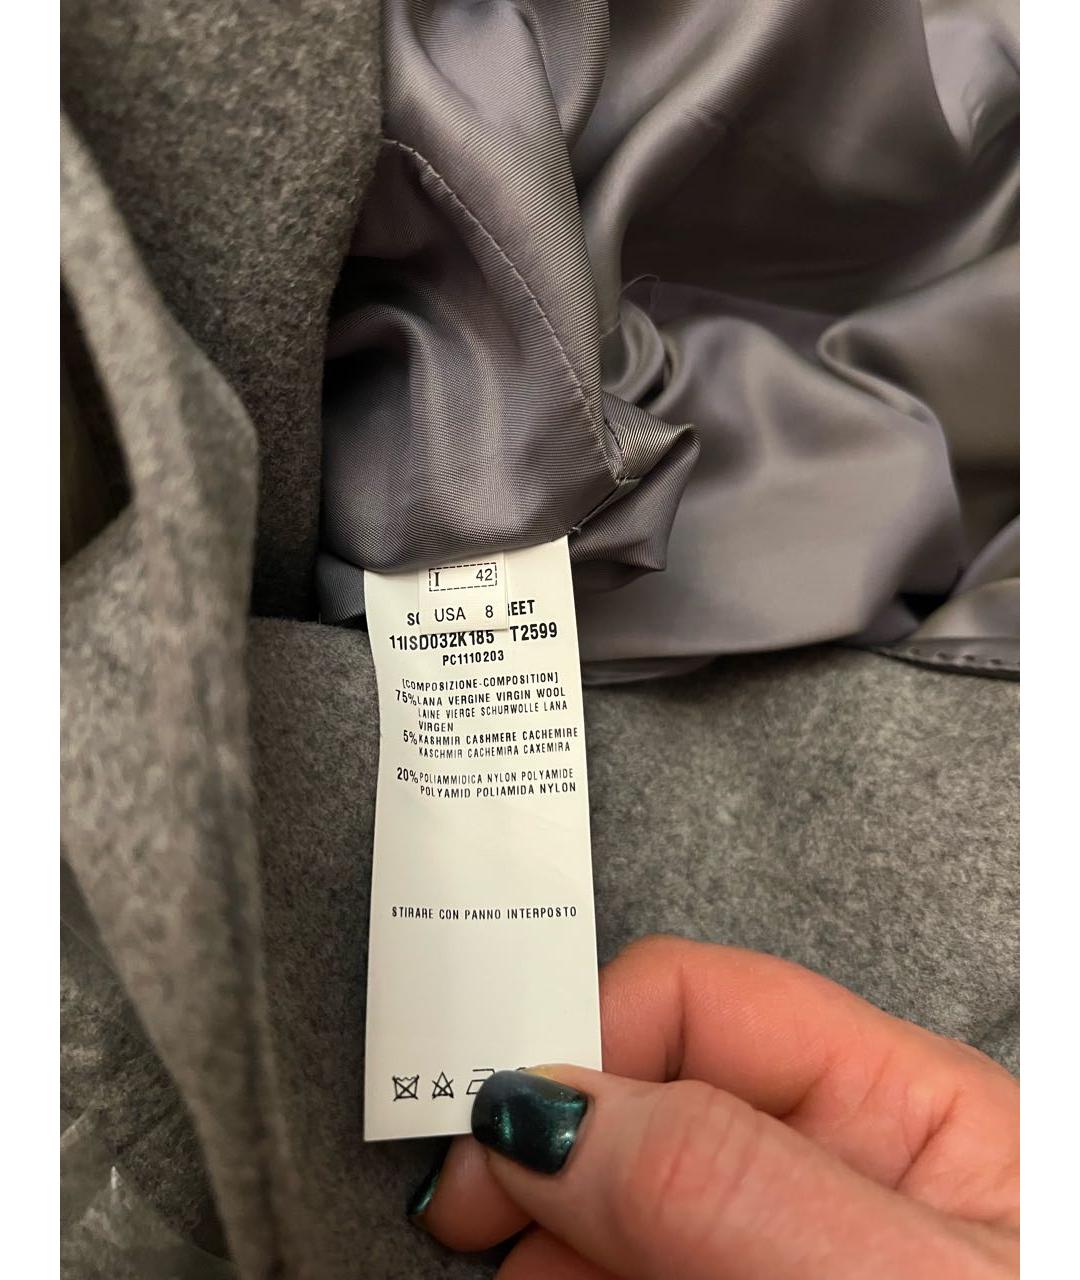 I 42
USA 8
11ISD032K185 T2599
PC1110203
[COMPOSIZIONE-COMPOSITION]
75% LANA VERGINE VIRGIN WOOL
LAINE VIERGE SCHURWOLLE LANA
VIRGEN
5% KASHMIR CASHMERE CACHEMIRE
KASCHMIR CACHEMIRA CAXEMIRA
20% POLIAMMIDICA NYLON POLYAMIDE
POLYAMID POLIAMIDA NYLON
STIRARE CON PANNO INTERPOSTO